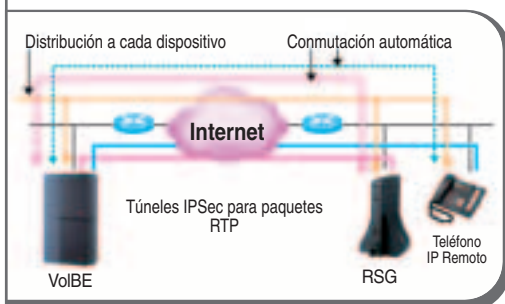 Distribución a cada dispositivo
Conmutación automática
Internet
Túneles IPSec para paquetes
RTP
VoIBE
RSG
Teléfono
IP Remoto